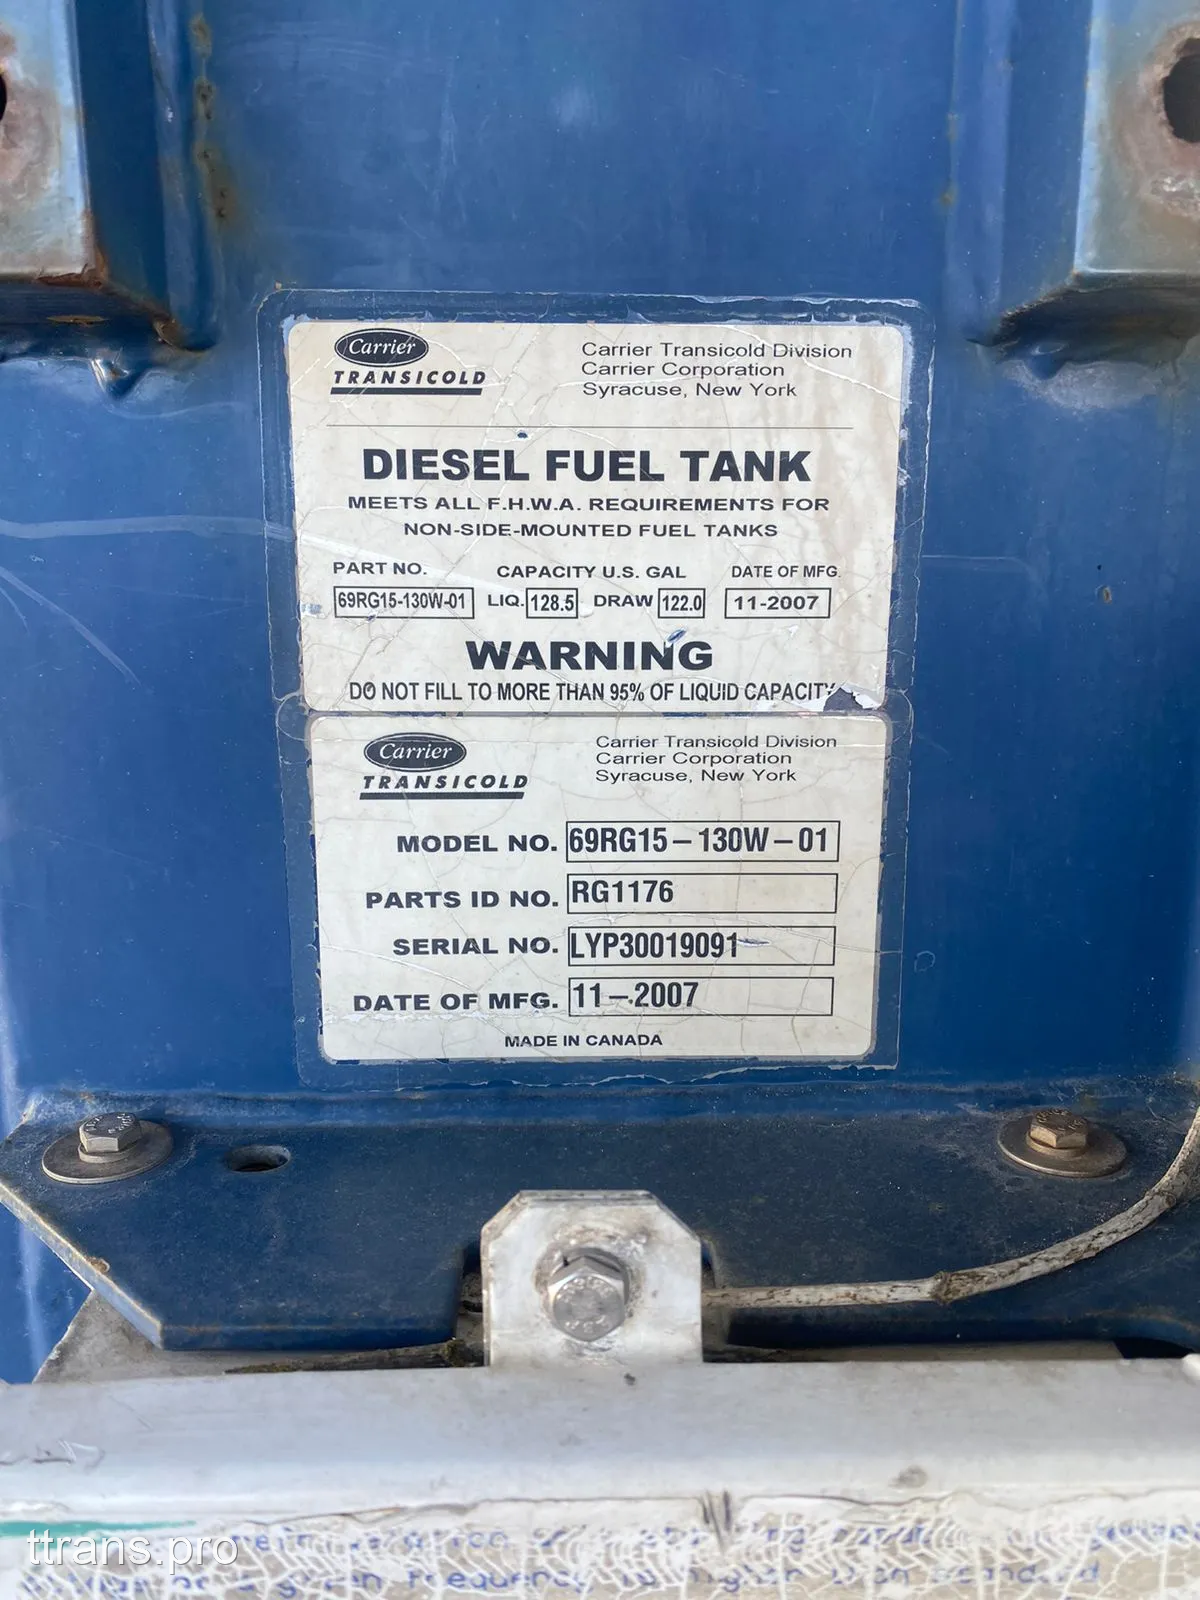 Carrier
TRANSICOLD
Carrier Transicold Division
Carrier Corporation
Syracuse, New York
DIESEL FUEL TANK
MEETS ALL F.H.W.A. REQUIREMENTS FOR
NON-SIDE-MOUNTED FUEL TANKS
PART NO. CAPACITY U.S. GAL DATE OF MFG.
69RG15-130W-01 LIQ. 128.5 DRAW 122.0 11-2007
WARNING
DO NOT FILL TO MORE THAN 95% OF LIQUID CAPACITY
Carrier
TRANSICOLD
Carrier Transicold Division
Carrier Corporation
Syracuse, New York
MODEL NO. 69RG15-130W-01
PARTS ID NO. RG1176
SERIAL NO. LYP30019091
DATE OF MFG. 11-2007
MADE IN CANADA
ttrans.pro